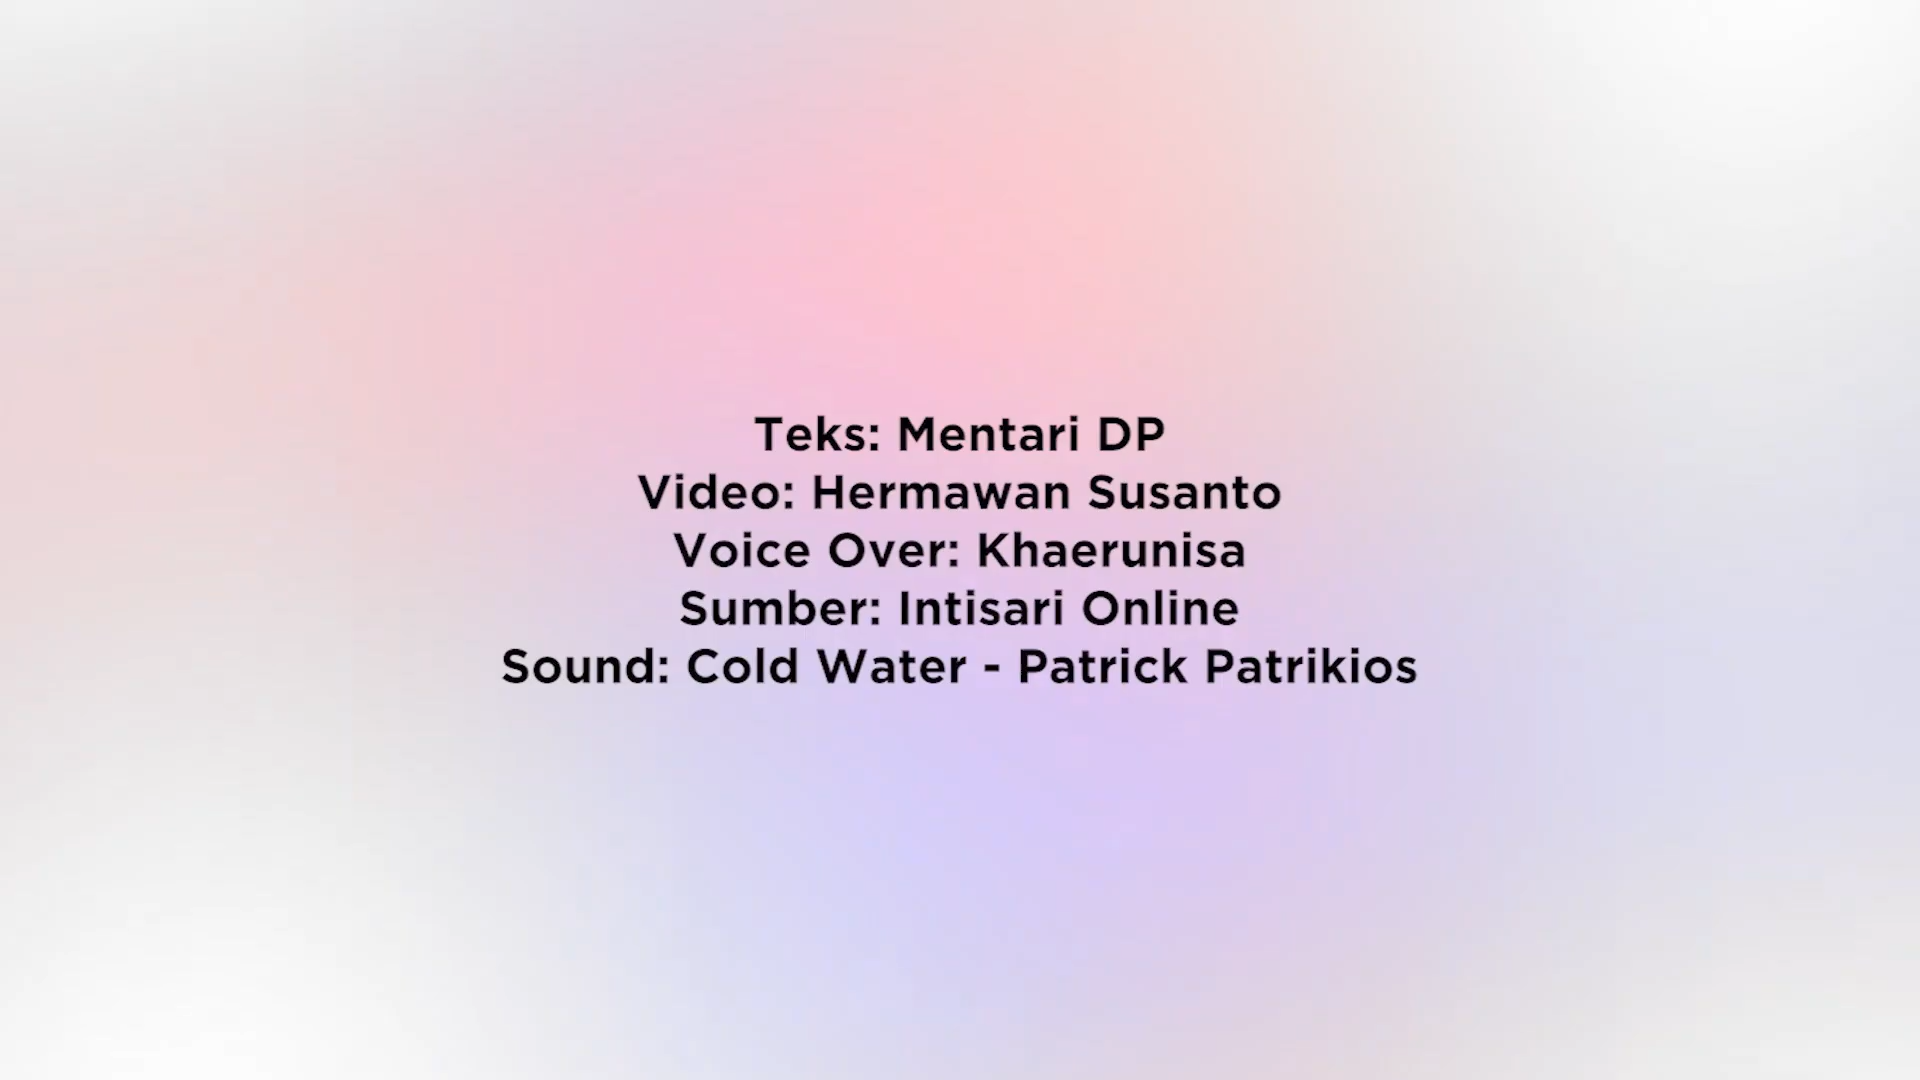 Teks: Mentari DP
Video: Hermawan Susanto
Voice Over: Khaerunisa
Sumber: Intisari Online
Sound: Cold Water - Patrick Patrikios